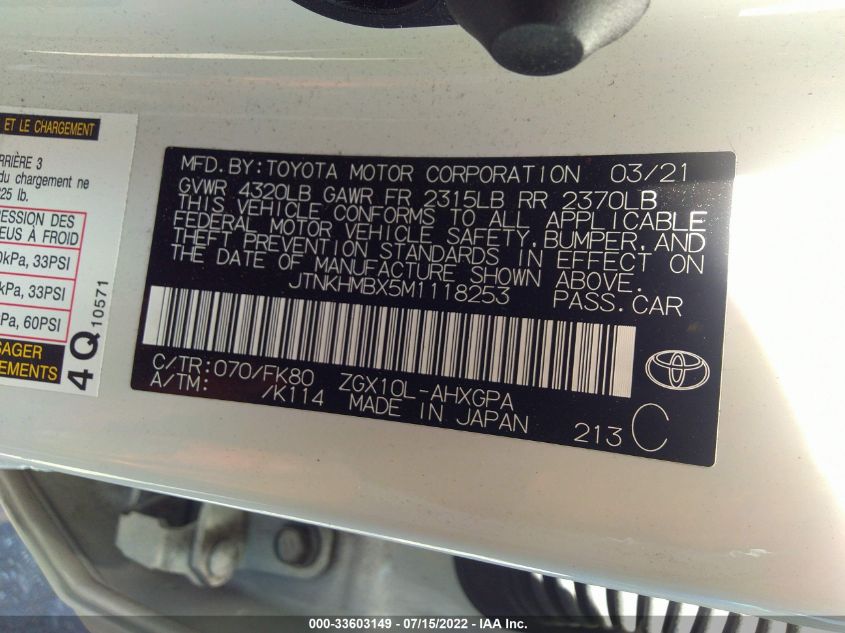 ET LE CHARGEMENT
RRIÈRE 3
du chargement ne
825 lb.
RESSION DES
EUS À FROID
kPa, 33PSI
kPa, 33PSI
Pa, 60PSI
SAGER
EMENTS
4Q 10571
MFD.BY:TOYOTA MOTOR CORPORATION 03/21
GVWR 4320LB GAWR FR 2315LB RR 2370LB
THIS VEHICLE CONFORMS TO ALL APPLICABLE
FEDERAL MOTOR VEHICLE SAFETY,BUMPER,AND
THEFT PREVENTION STANDARDS IN EFFECT ON
THE DATE OF MANUFACTURE SHOWN ABOVE.
JTNKHMBX5M1118253 PASS.CAR
C/TR:070/FK80 ZGX10L-AHXGPA
A/TM: /K114 MADE IN JAPAN
213 C
000-33603149 - 07/15/2022 - IAA Inc.